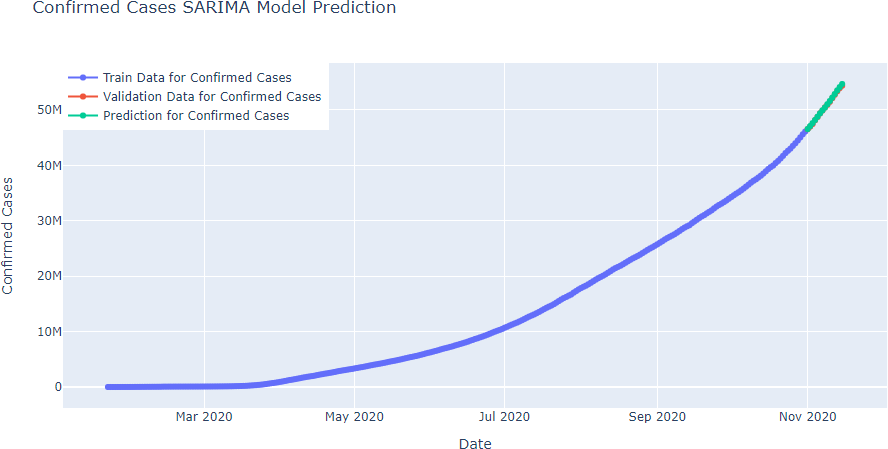 Confirmed Cases SARIMA Model Prediction
Train Data for Confirmed Cases
Validation Data for Confirmed Cases
Prediction for Confirmed Cases
50M
40M
30M
20M
10M
0
Confirmed Cases
Mar 2020
May 2020
Jul 2020
Sep 2020
Nov 2020
Date